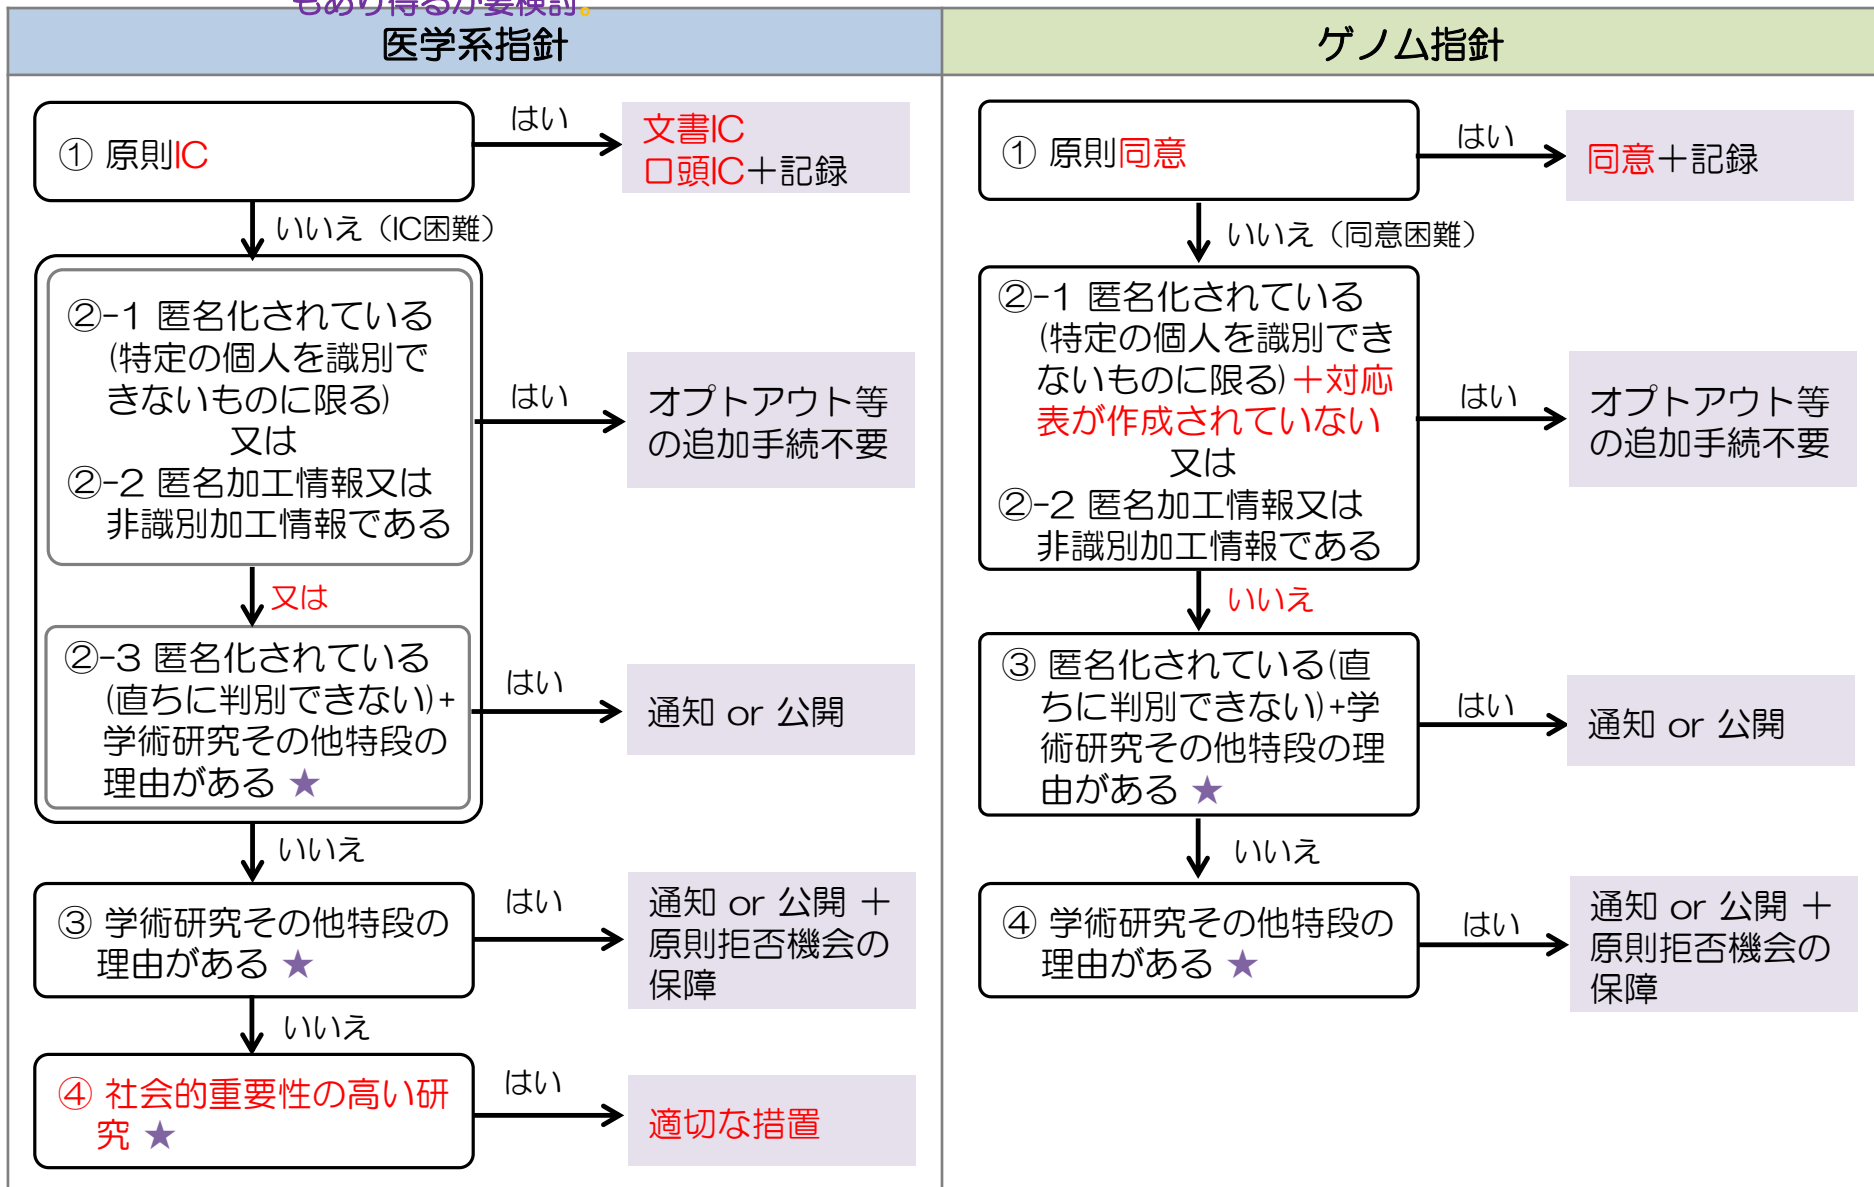 もあり得るか要検討。
医学系指針
① 原則IC
はい
文書IC
口頭IC＋記録
いいえ（IC困難）
②-1 匿名化されている
(特定の個人を識別で
きないものに限る)
又は
②-2 匿名加工情報又は
非識別加工情報である
はい
オプトアウト等
の追加手続不要
又は
②-3 匿名化されている
(直ちに判別できない)+
学術研究その他特段の
理由がある ★
はい
通知 or 公開
いいえ
③ 学術研究その他特段の
理由がある ★
はい
通知 or 公開 ＋
原則拒否機会の
保障
いいえ
④ 社会的重要性の高い研
究 ★
はい
適切な措置
ゲノム指針
① 原則同意
はい
同意＋記録
いいえ（同意困難）
②-1 匿名化されている
(特定の個人を識別でき
ないものに限る)＋対応
表が作成されていない
又は
②-2 匿名加工情報又は
非識別加工情報である
はい
オプトアウト等
の追加手続不要
いいえ
③ 匿名化されている(直
ちに判別できない)+学
術研究その他特段の理
由がある ★
はい
通知 or 公開
いいえ
④ 学術研究その他特段の
理由がある ★
はい
通知 or 公開 ＋
原則拒否機会の
保障